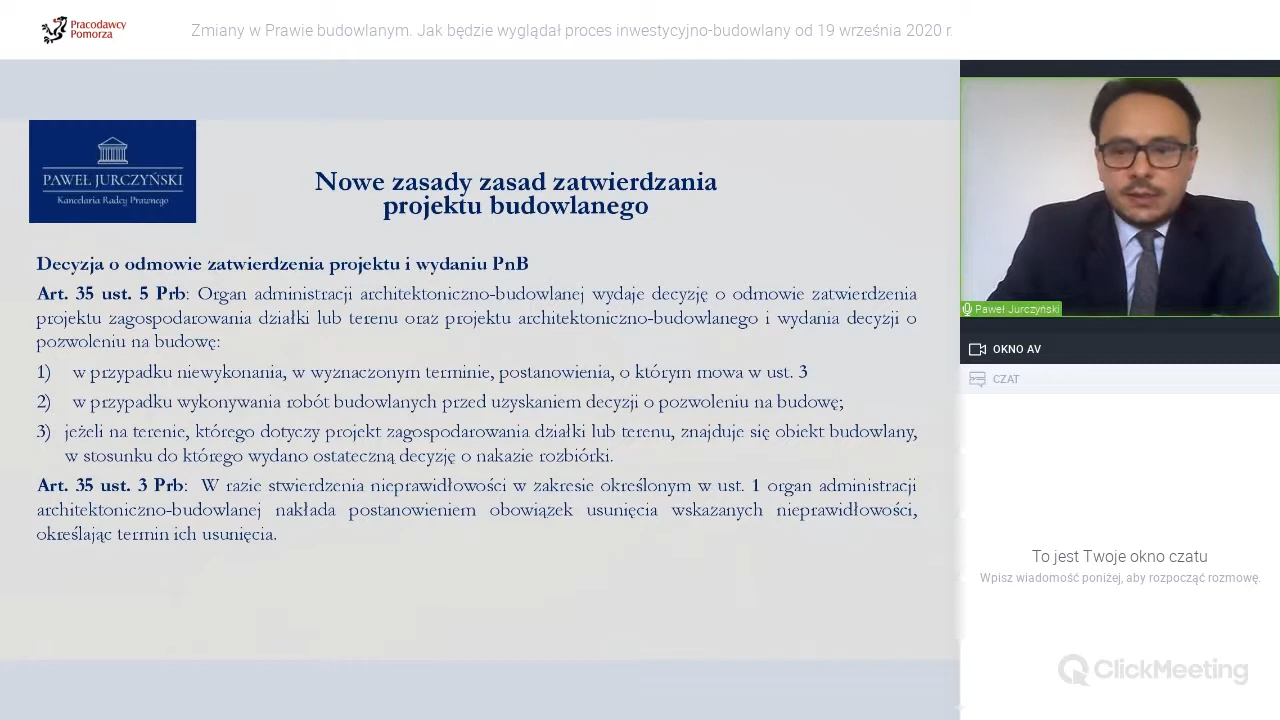 Pracodawcy
Pomorza
Zmiany w Prawie budowlanym. Jak będzie wyglądał proces inwestycyjno-budowlany od 19 września 2020 r.
PAWEŁ JURCZYŃSKI
Kancelaria Radcy Prawnego
Nowe zasady zasad zatwierdzania
projektu budowlanego
Decyzja o odmowie zatwierdzenia projektu i wydaniu PnB
Art. 35 ust. 5 Prb: Organ administracji architektoniczno-budowlanej wydaje decyzję o odmowie zatwierdzenia
projektu zagospodarowania działki lub terenu oraz projektu architektoniczno-budowlanego i wydania decyzji o
pozwoleniu na budowę:
1) w przypadku niewykonania, w wyznaczonym terminie, postanowienia, o którym mowa w ust. 3
2) w przypadku wykonywania robót budowlanych przed uzyskaniem decyzji o pozwoleniu na budowę;
3) jeżeli na terenie, którego dotyczy projekt zagospodarowania działki lub terenu, znajduje się obiekt budowlany,
w stosunku do którego wydano ostateczną decyzję o nakazie rozbiórki.
Art. 35 ust. 3 Prb: W razie stwierdzenia nieprawidłowości w zakresie określonym w ust. 1 organ administracji
architektoniczno-budowlanej nakłada postanowieniem obowiązek usunięcia wskazanych nieprawidłowości,
określając termin ich usunięcia.
Paweł Jurczyński
OKNO AV
CZAT
To jest Twoje okno czatu
Wpisz wiadomość poniżej, aby rozpocząć rozmowę.
ClickMeeting